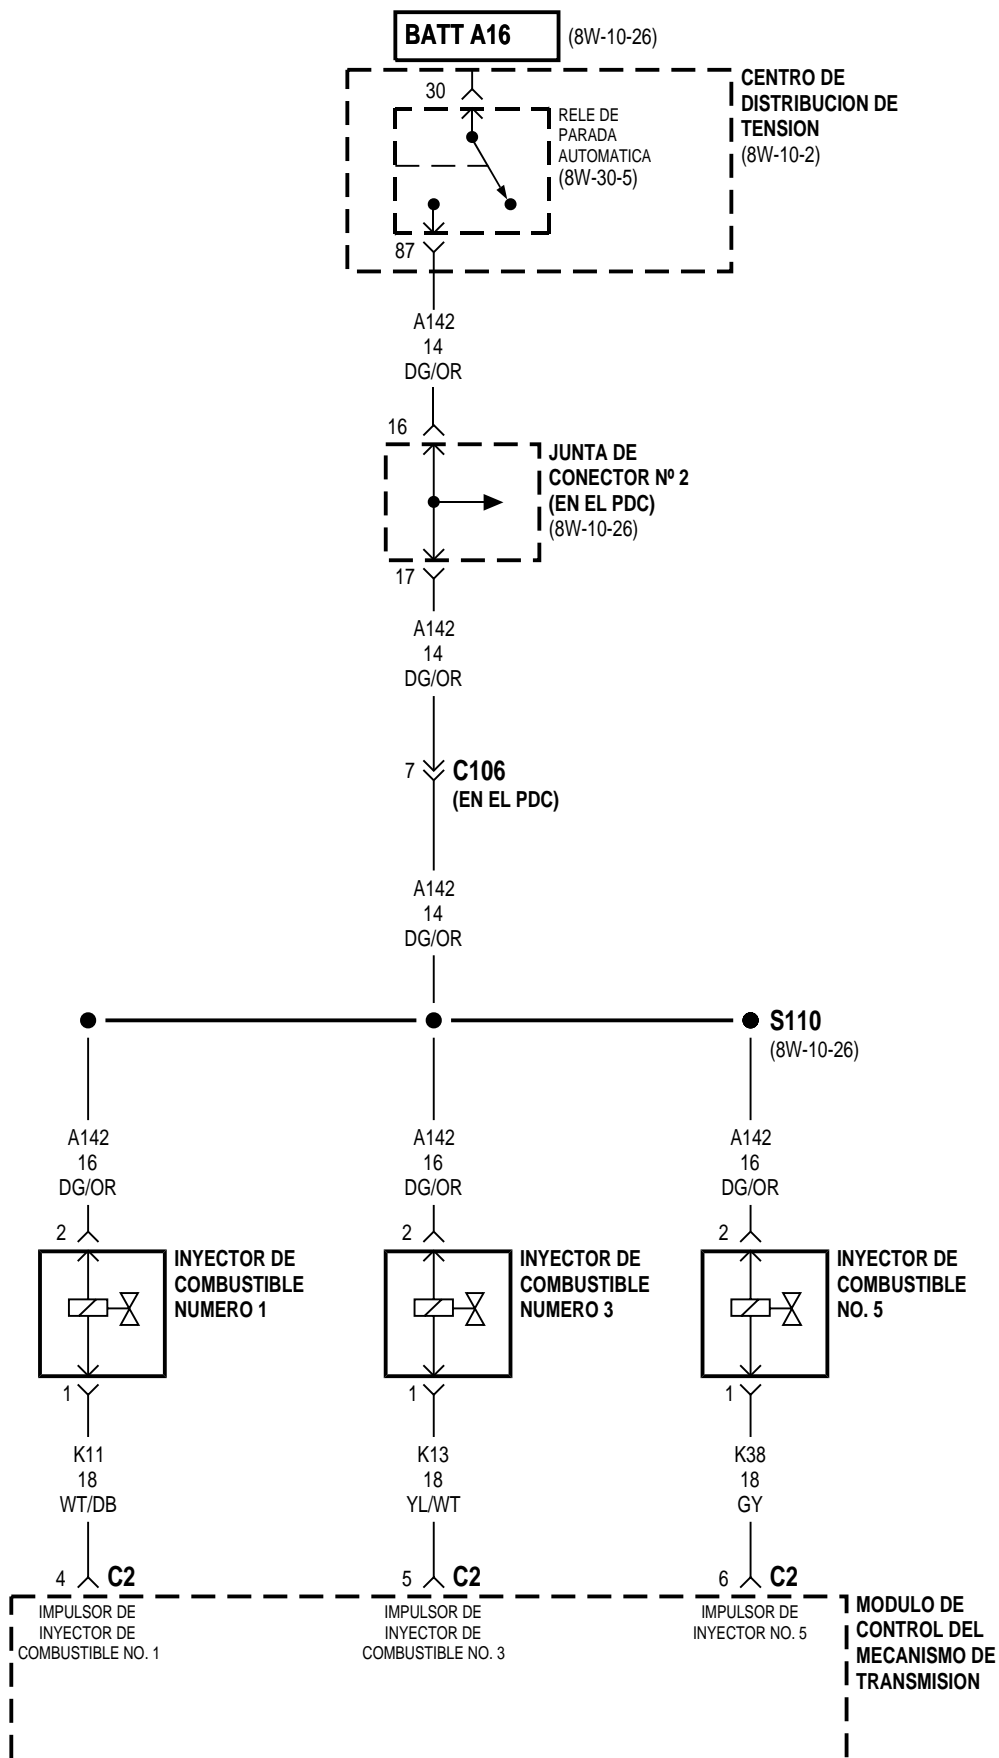 BATT A16
(8W-10-26)
30
CENTRO DE
DISTRIBUCION DE
TENSION
(8W-10-2)
RELE DE
PARADA
AUTOMATICA
(8W-30-5)
87
A142
14
DG/OR
16
JUNTA DE
CONECTOR Nº 2
(EN EL PDC)
(8W-10-26)
17
A142
14
DG/OR
7
C106
(EN EL PDC)
A142
14
DG/OR
S110
(8W-10-26)
A142
16
DG/OR
A142
16
DG/OR
A142
16
DG/OR
2
INYECTOR DE
COMBUSTIBLE
NUMERO 1
2
INYECTOR DE
COMBUSTIBLE
NUMERO 3
2
INYECTOR DE
COMBUSTIBLE
NO. 5
1
K11
18
WT/DB
1
K13
18
YL/WT
1
K38
18
GY
4 C2
5 C2
6 C2
IMPULSOR DE
INYECTOR DE
COMBUSTIBLE NO. 1
IMPULSOR DE
INYECTOR DE
COMBUSTIBLE NO. 3
IMPULSOR DE
INYECTOR NO. 5
MODULO DE
CONTROL DEL
MECANISMO DE
TRANSMISION